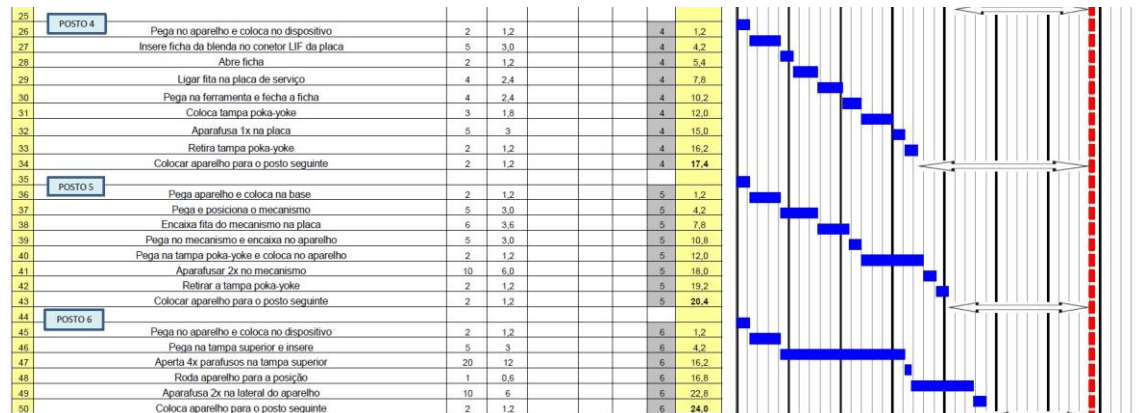 25
POSTO 4
26 Pega no aparelho e coloca no dispositivo 2 1,2 4 1,2
27 Insere ficha da blenda no conetor LIF da placa 5 3,0 4 4,2
28 Abre ficha 2 1,2 4 5,4
29 Ligar fita na placa de serviço 4 2,4 4 7,8
30 Pega na ferramenta e fecha a ficha 4 2,4 4 10,2
31 Coloca tampa poka-yoke 3 1,8 4 12,0
32 Aparafusa 1x na placa 5 3 4 15,0
33 Retira tampa poka-yoke 2 1,2 4 16,2
34 Colocar aparelho para o posto seguinte 2 1,2 4 17,4
35
POSTO 5
36 Pega aparelho e coloca na base 2 1,2 5 1,2
37 Pega e posiciona o mecanismo 5 3,0 5 4,2
38 Encaixa fita do mecanismo na placa 6 3,6 5 7,8
39 Pega no mecanismo e encaixa no aparelho 5 3,0 5 10,8
40 Pega na tampa poka-yoke e coloca no aparelho 2 1,2 5 12,0
41 Aparafusar 2x no mecanismo 10 6,0 5 18,0
42 Retirar a tampa poka-yoke 2 1,2 5 19,2
43 Colocar aparelho para o posto seguinte 2 1,2 5 20,4
44
POSTO 6
45 Pega no aparelho e coloca no dispositivo 2 1,2 6 1,2
46 Pega na tampa superior e insere 5 3 6 4,2
47 Aperta 4x parafusos na tampa superior 20 12 6 16,2
48 Roda aparelho para a posição 1 0,6 6 16,8
49 Aparafusa 2x na lateral do aparelho 10 6 6 22,8
50 Coloca aparelho para o posto seguinte 2 1,2 6 24,0